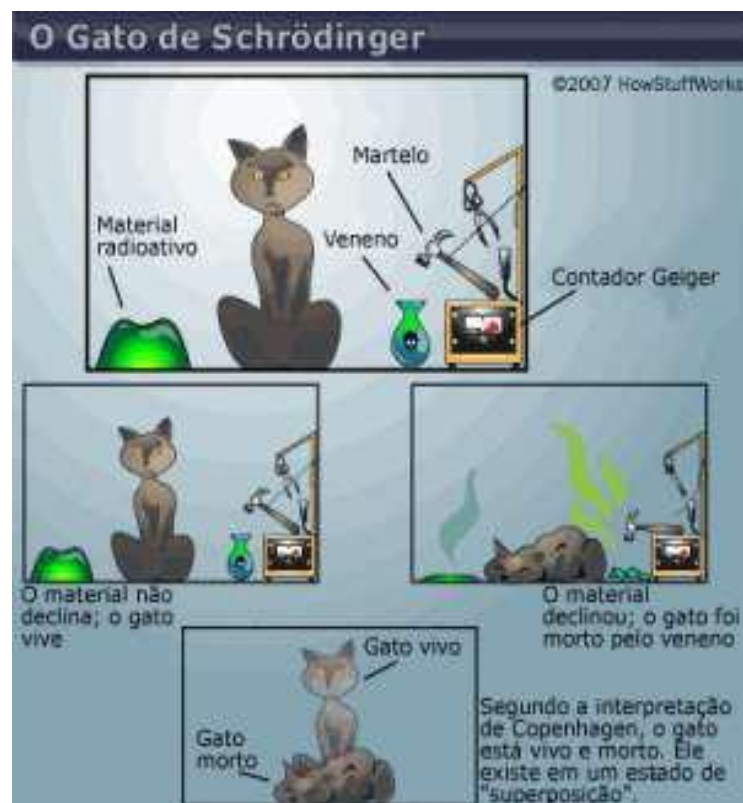 O Gato de Schrödinger
©2007 HowStuffWorks
Martelo
Material
radioativo
Veneno
Contador Geiger
O material não
declina; o gato
vive
O material
declinou; o gato foi
morto pelo veneno
Gato vivo
Gato
morto
Segundo a interpretação
de Copenhagen, o gato
está vivo e morto. Ele
existe em um estado de
"superposição".